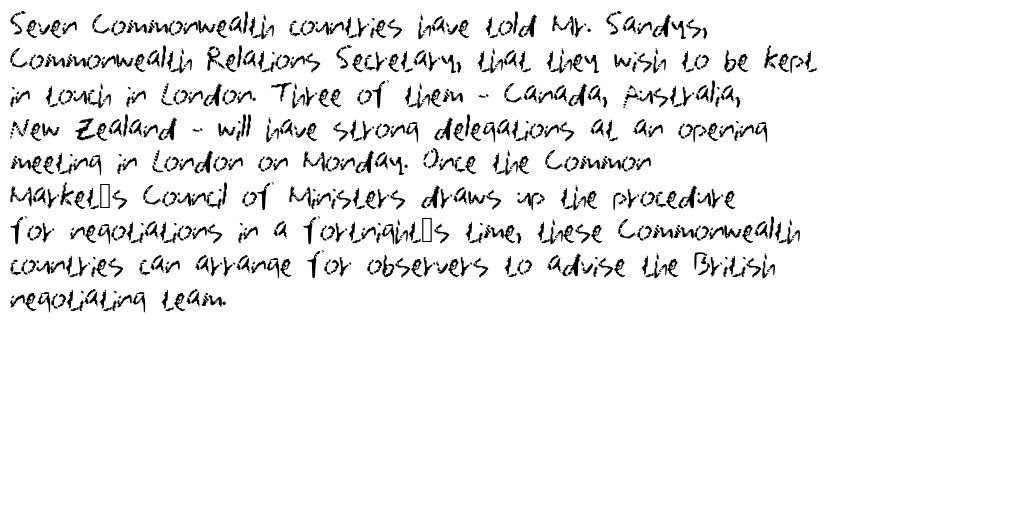 Seven Commonwealth countries have told Mr. Sandys,
Commonwealth Relations Secretary, that they wish to be kept
in touch in London. Three of them - Canada, Australia,
New Zealand - will have strong delegations at an opening
meeting in London on Monday. Once the Common
Market▯s Council of Ministers draws up the procedure
for negotiations in a fortnight▯s time, these Commonwealth
countries can arrange for observers to advise the British
negotiating team.